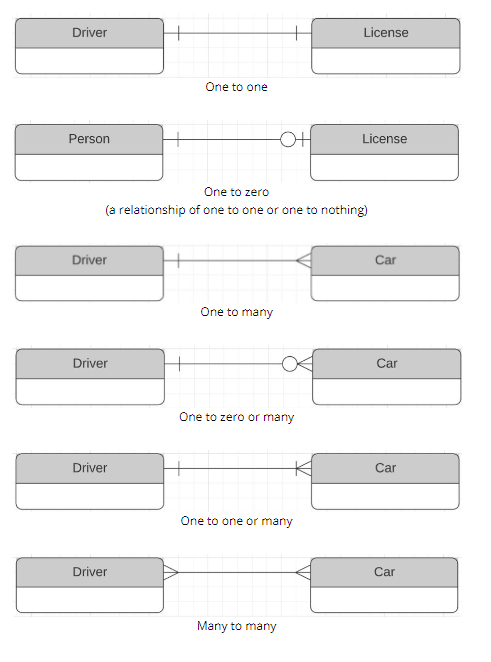 Driver License
One to one
Person License
One to zero
(a relationship of one to one or one to nothing)
Driver Car
One to many
Driver Car
One to zero or many
Driver Car
One to one or many
Driver Car
Many to many